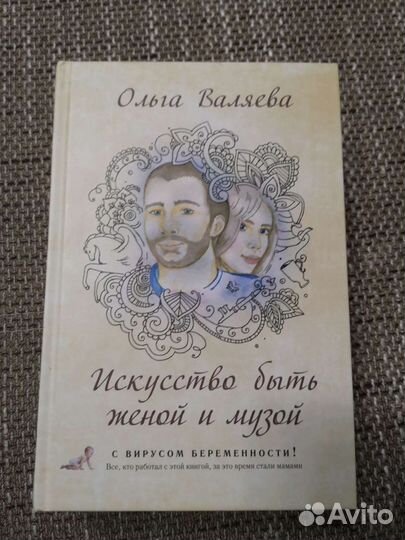 Ольга Валяева
Искусство быть
женой и музой
С ВИРУСОМ БЕРЕМЕННОСТИ!
Все, кто работал с этой книгой, за это время стали мамами
Avito